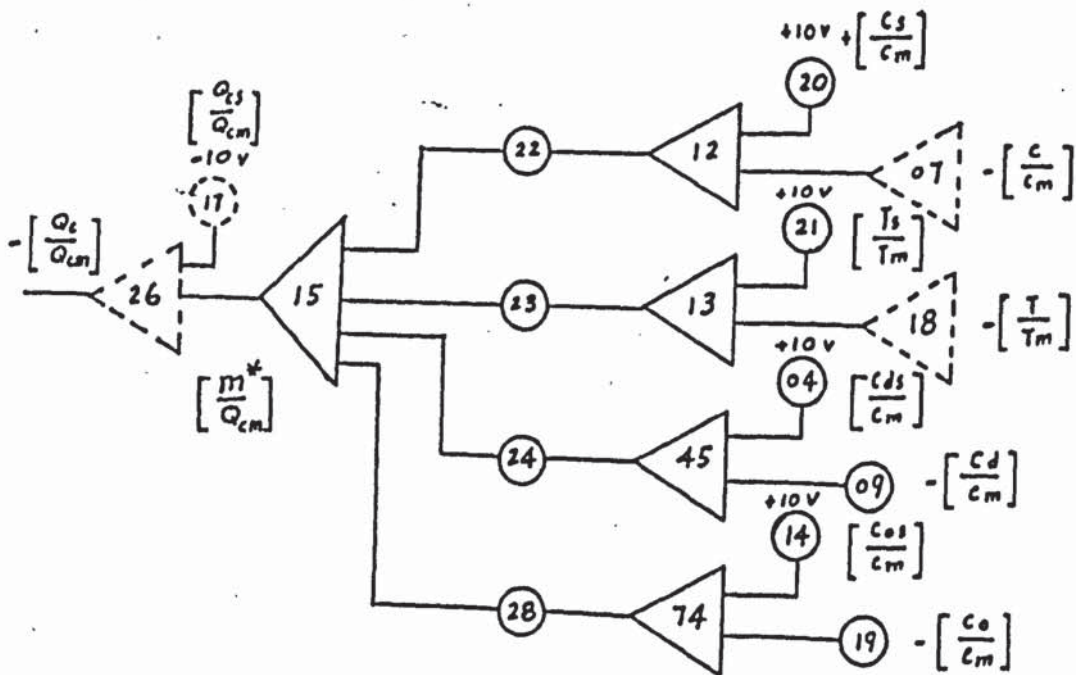 +10V +[Cs/Cm]
20
[Qcs/Qcm]
-10V
17
22
12
07
-[C/Cm]
+10V
21
[Ts/Tm]
-[Qc/Qcm]
26
15
23
13
18
-[T/Tm]
[m*/Qcm]
+10V
04
[Cds/Cm]
24
45
09
-[Cd/Cm]
+10V
14
[Cos/Cm]
28
74
19
-[Co/Cm]